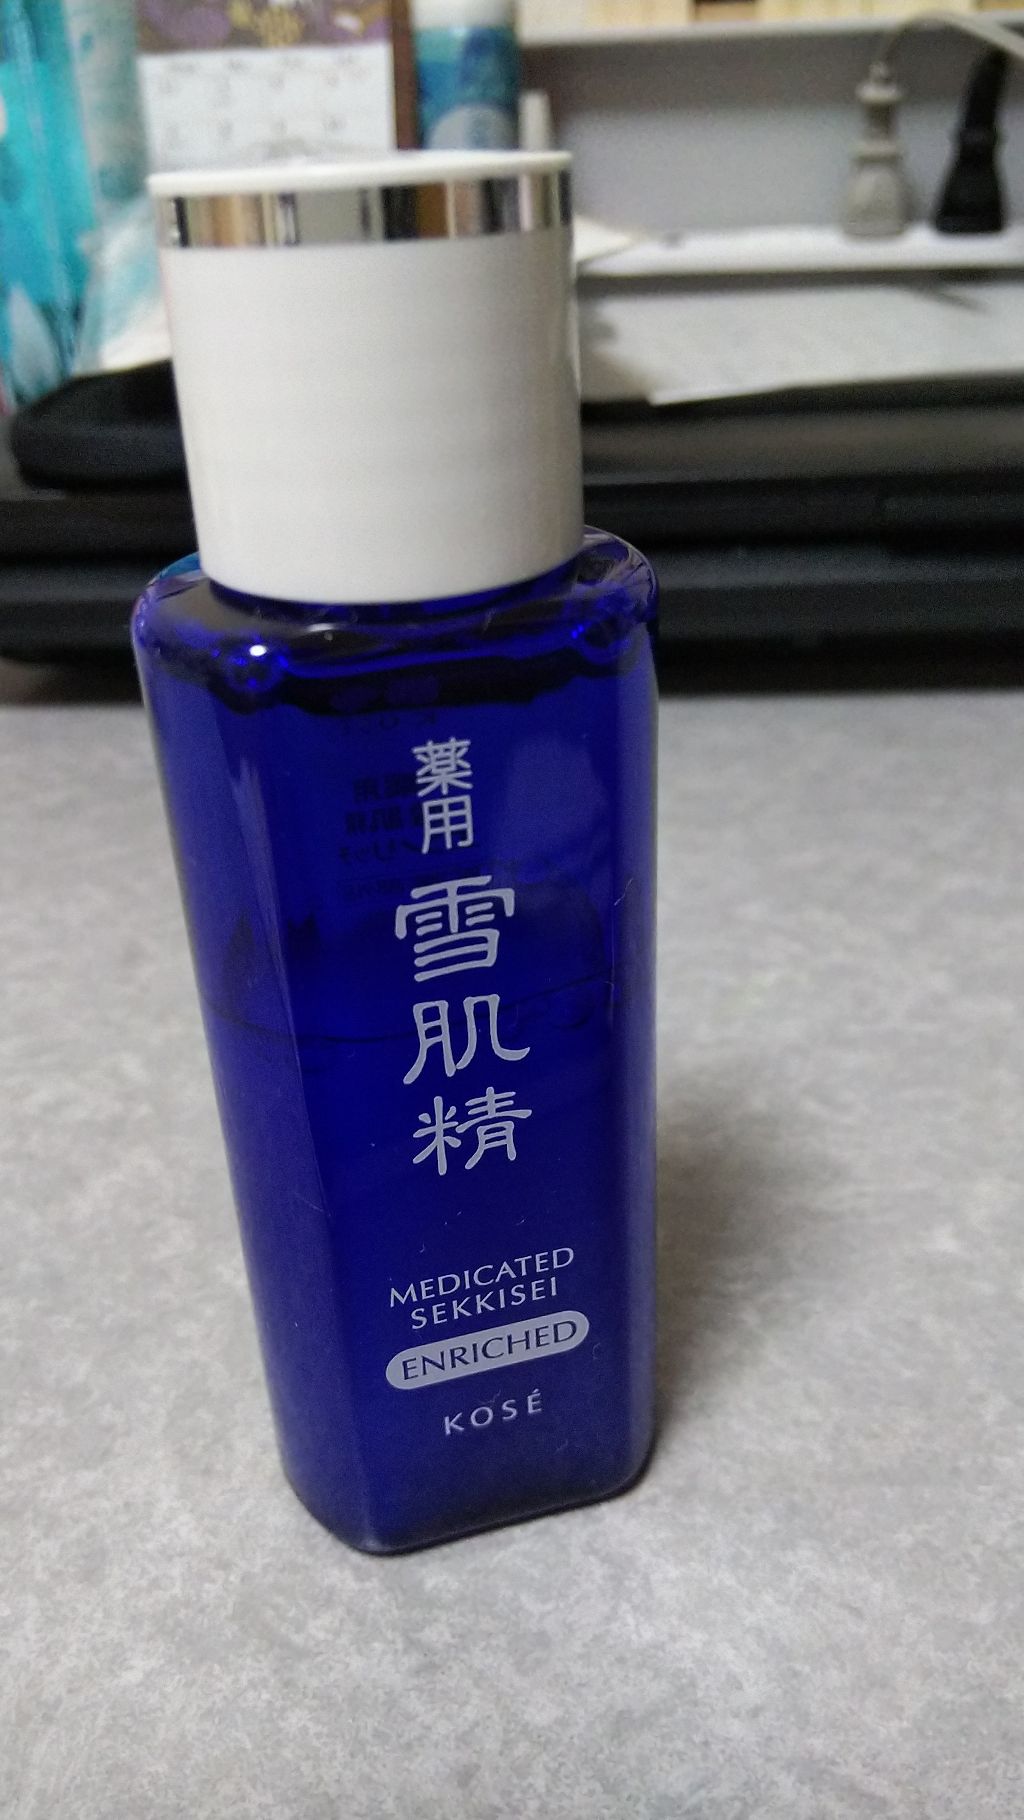 薬用
雪肌精
MEDICATED
SEKKISEI
ENRICHED
KOSÉ